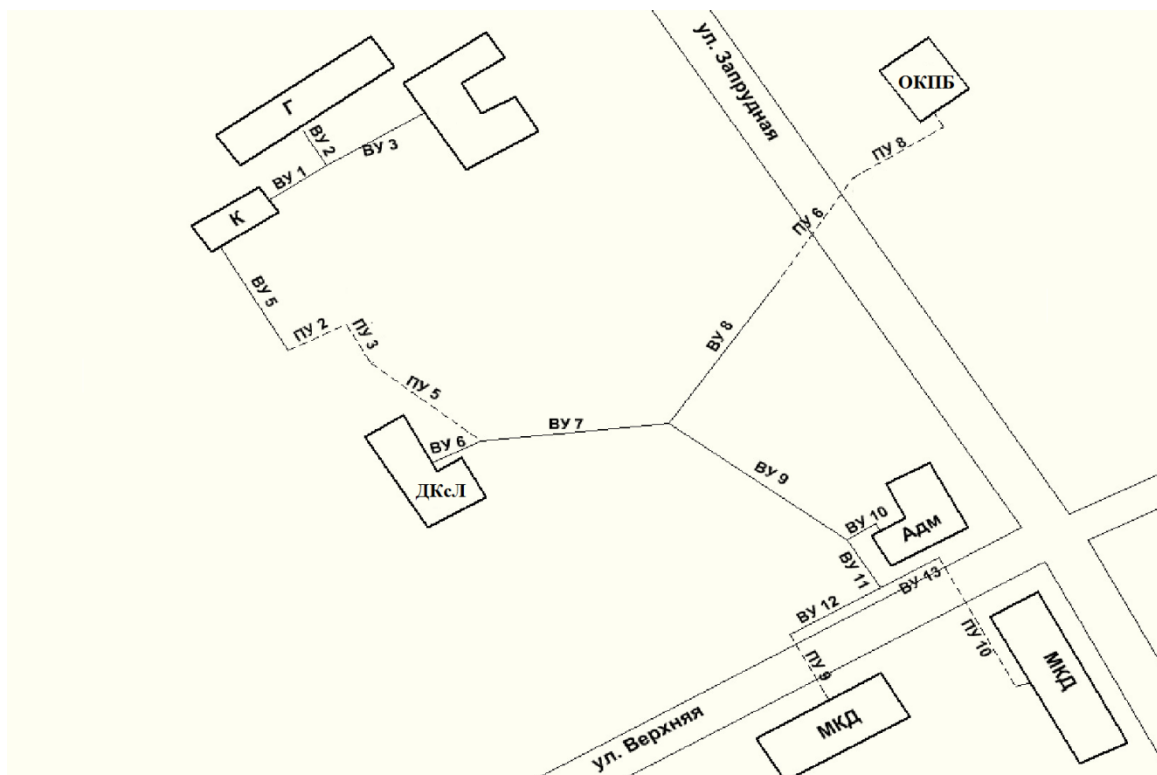 ул. Запрудная
ОКПБ
Г
ВУ 2
ВУ 3
ПУ 8
ВУ 1
К
ПУ 6
ВУ 5
ПУ 2
ПУ 3
ВУ 8
ПУ 5
ВУ 7
ВУ 6
ВУ 9
ДКсЛ
ВУ 10
Адм
ВУ 11
ВУ 13
ВУ 12
ПУ 10
ПУ 9
МКД
МКД
ул. Верхняя